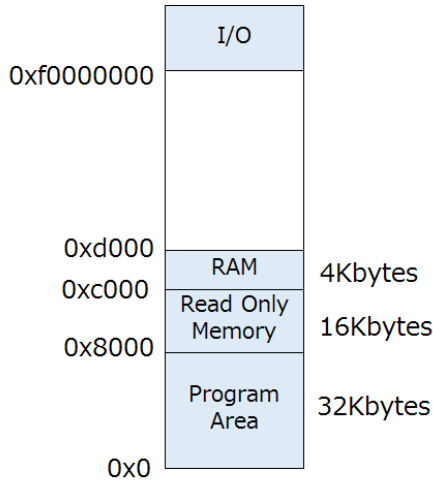 I/O
0xf0000000
0xd000
RAM
4Kbytes
0xc000
Read Only
Memory
16Kbytes
0x8000
Program
Area
32Kbytes
0x0